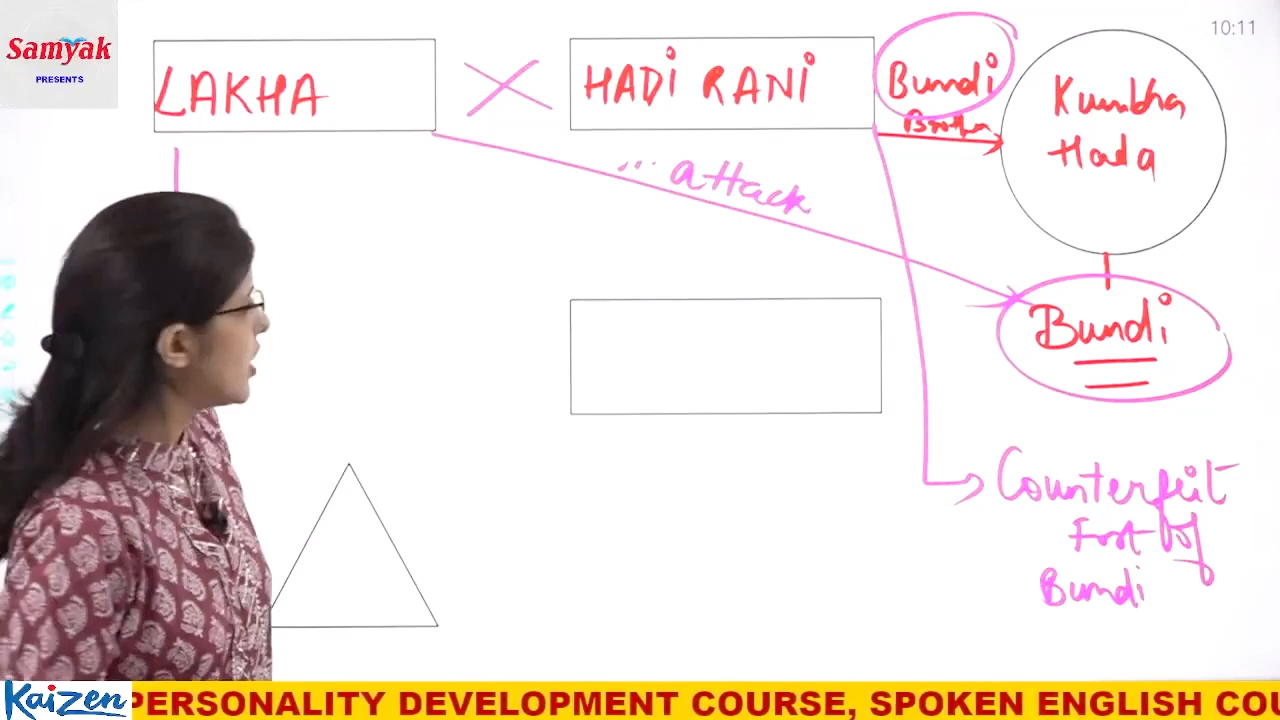 Samyak
PRESENTS
10:11
LAKHA
HADI RANI
Bundi
Kumbha
Hada
attack
Bundi
Counterfeit
Fort of
Bundi
Kaizen
PERSONALITY DEVELOPMENT COURSE, SPOKEN ENGLISH COU